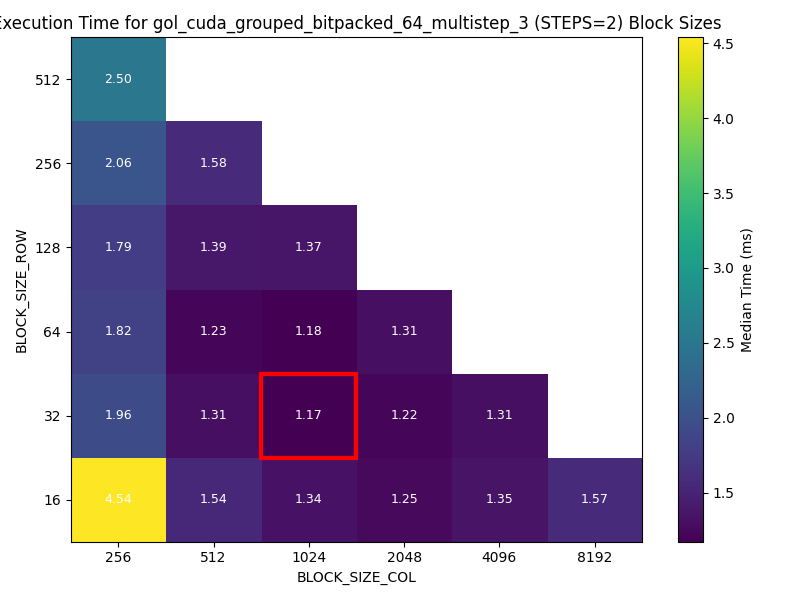 Execution Time for gol_cuda_grouped_bitpacked_64_multistep_3 (STEPS=2) Block Sizes
512 2.50
256 2.06 1.58
128 1.79 1.39 1.37
64 1.82 1.23 1.18 1.31
32 1.96 1.31 1.17 1.22 1.31
16 4.54 1.54 1.34 1.25 1.35 1.57
256 512 1024 2048 4096 8192
BLOCK_SIZE_COL
BLOCK_SIZE_ROW
4.5
4.0
3.5
3.0
2.5
2.0
1.5
Median Time (ms)